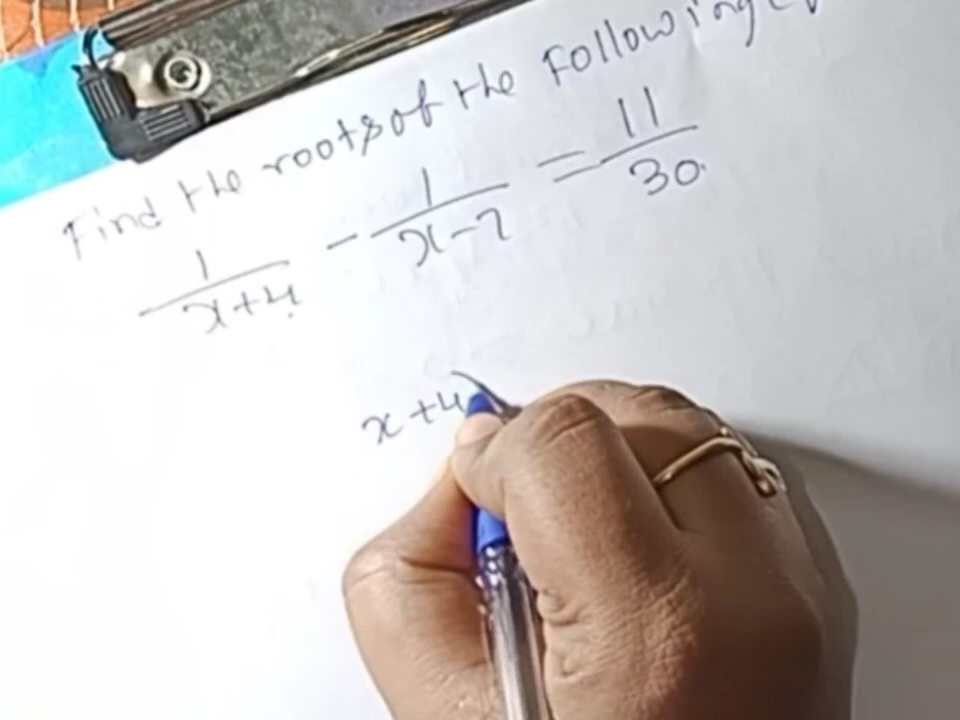 Find the roots of the Following
1/x+4 - 1/x-7 = 11/30
x+4